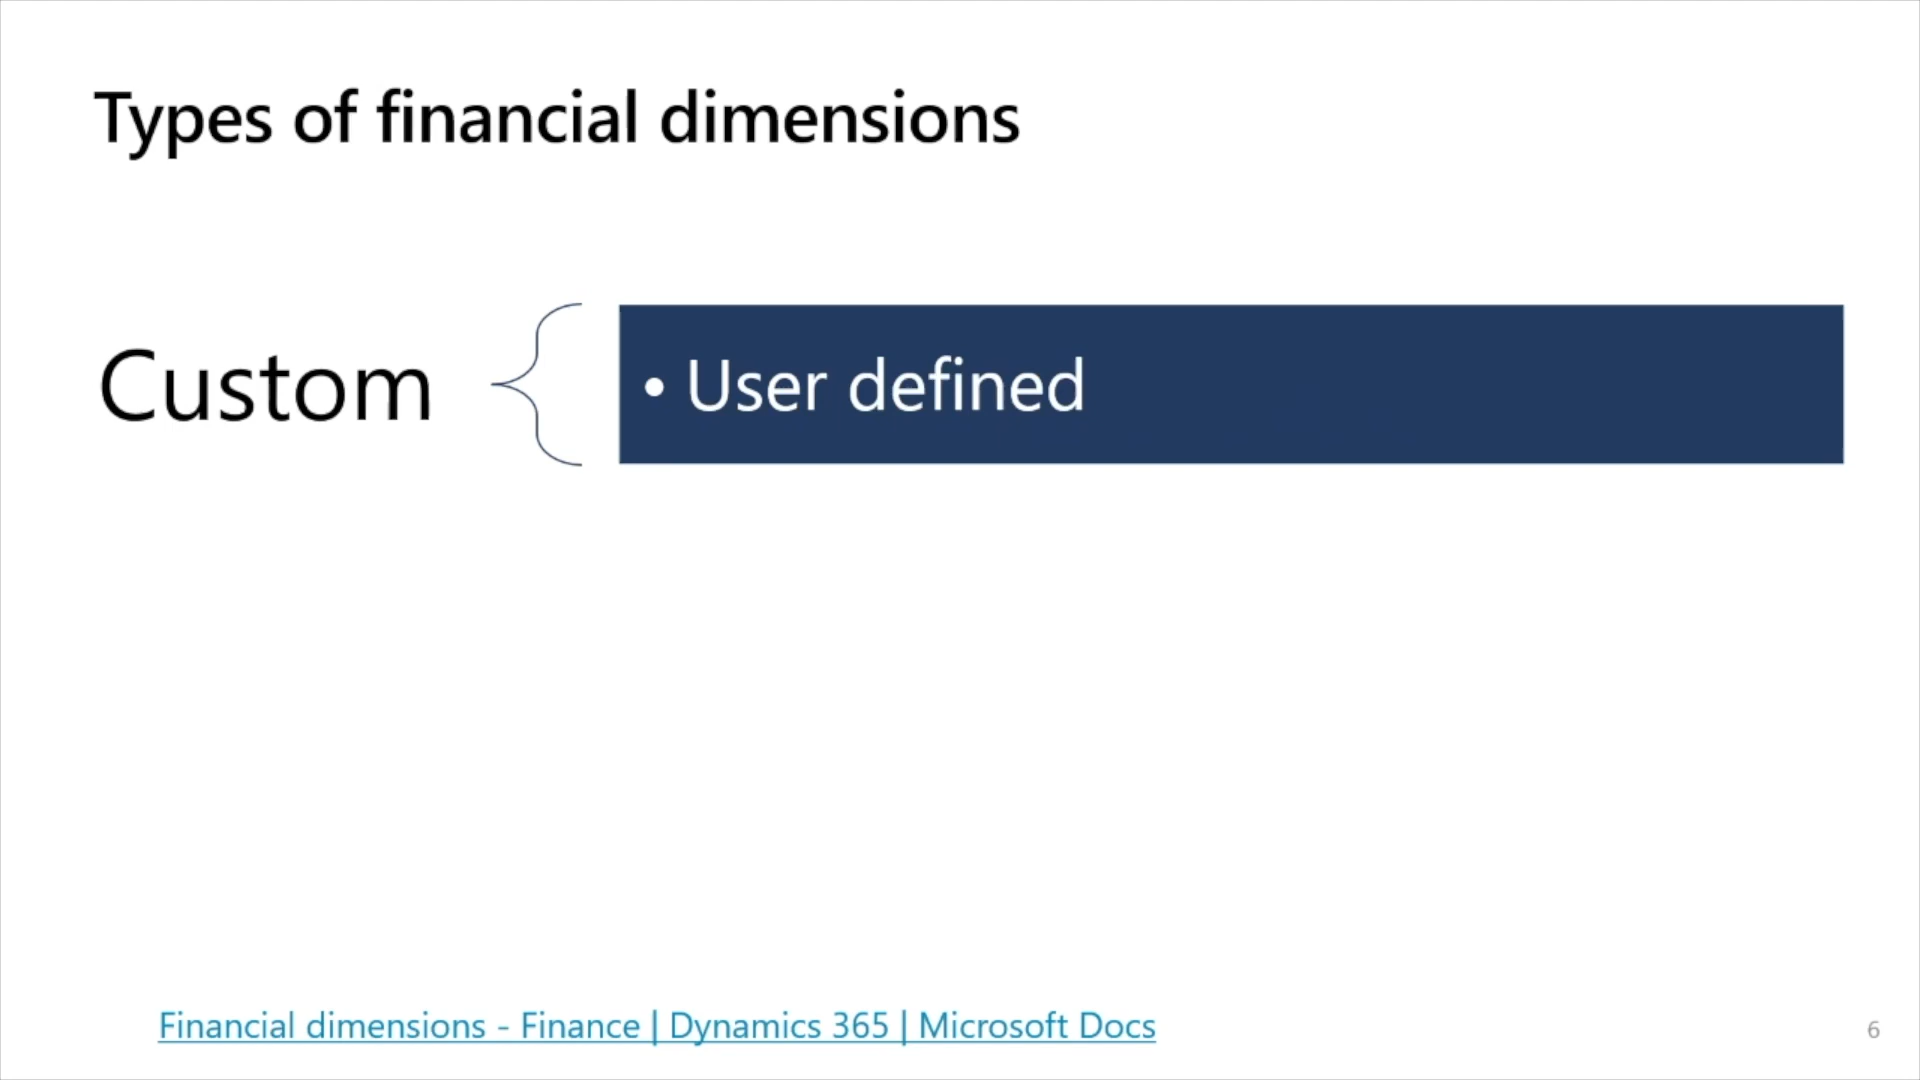 Types of financial dimensions
Custom
• User defined
Financial dimensions - Finance | Dynamics 365 | Microsoft Docs
6